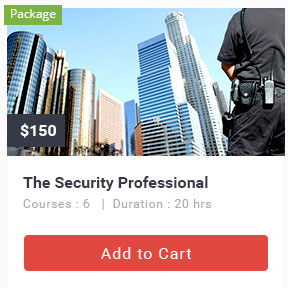 Package
$150
The Security Professional
Courses : 6 | Duration : 20 hrs
Add to Cart